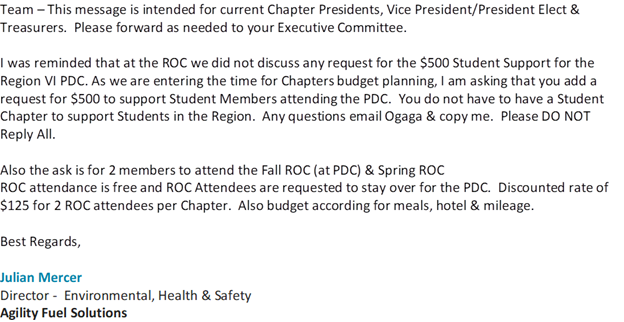 Team – This message is intended for current Chapter Presidents, Vice President/President Elect &
Treasurers.  Please forward as needed to your Executive Committee.

I was reminded that at the ROC we did not discuss any request for the $500 Student Support for the
Region VI PDC. As we are entering the time for Chapters budget planning, I am asking that you add a
request for $500 to support Student Members attending the PDC.  You do not have to have a Student
Chapter to support Students in the Region.  Any questions email Ogaga & copy me.  Please DO NOT
Reply All.

Also the ask is for 2 members to attend the Fall ROC (at PDC) & Spring ROC
ROC attendance is free and ROC Attendees are requested to stay over for the PDC.  Discounted rate of
$125 for 2 ROC attendees per Chapter.  Also budget according for meals, hotel & mileage.

Best Regards,

Julian Mercer
Director -  Environmental, Health & Safety
Agility Fuel Solutions